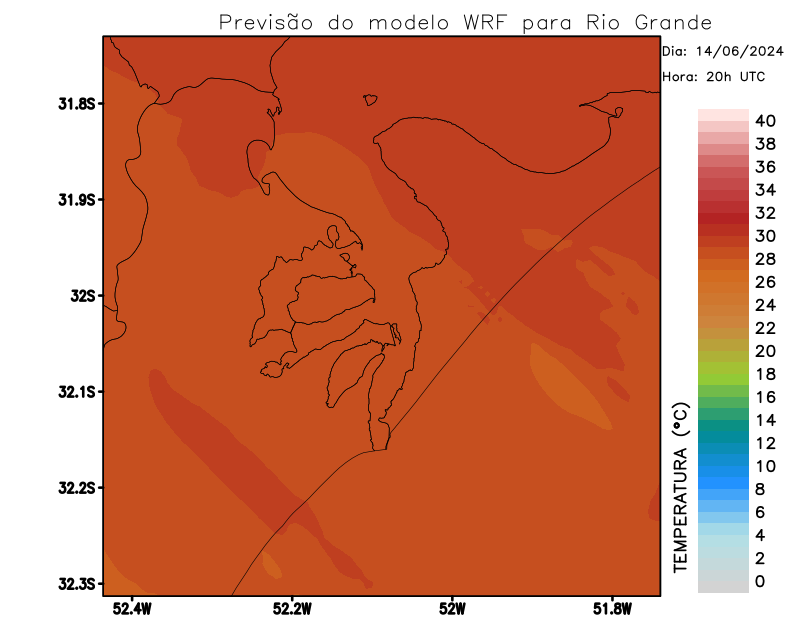 Previsão do modelo WRF para Rio Grande
Dia: 14/06/2024
Hora: 20h UTC
31.8S
31.9S
32S
32.1S
32.2S
32.3S
52.4W
52.2W
52W
51.8W
40
38
36
34
32
30
28
26
24
22
20
18
16
14
12
10
8
6
4
2
0
TEMPERATURA (°C)